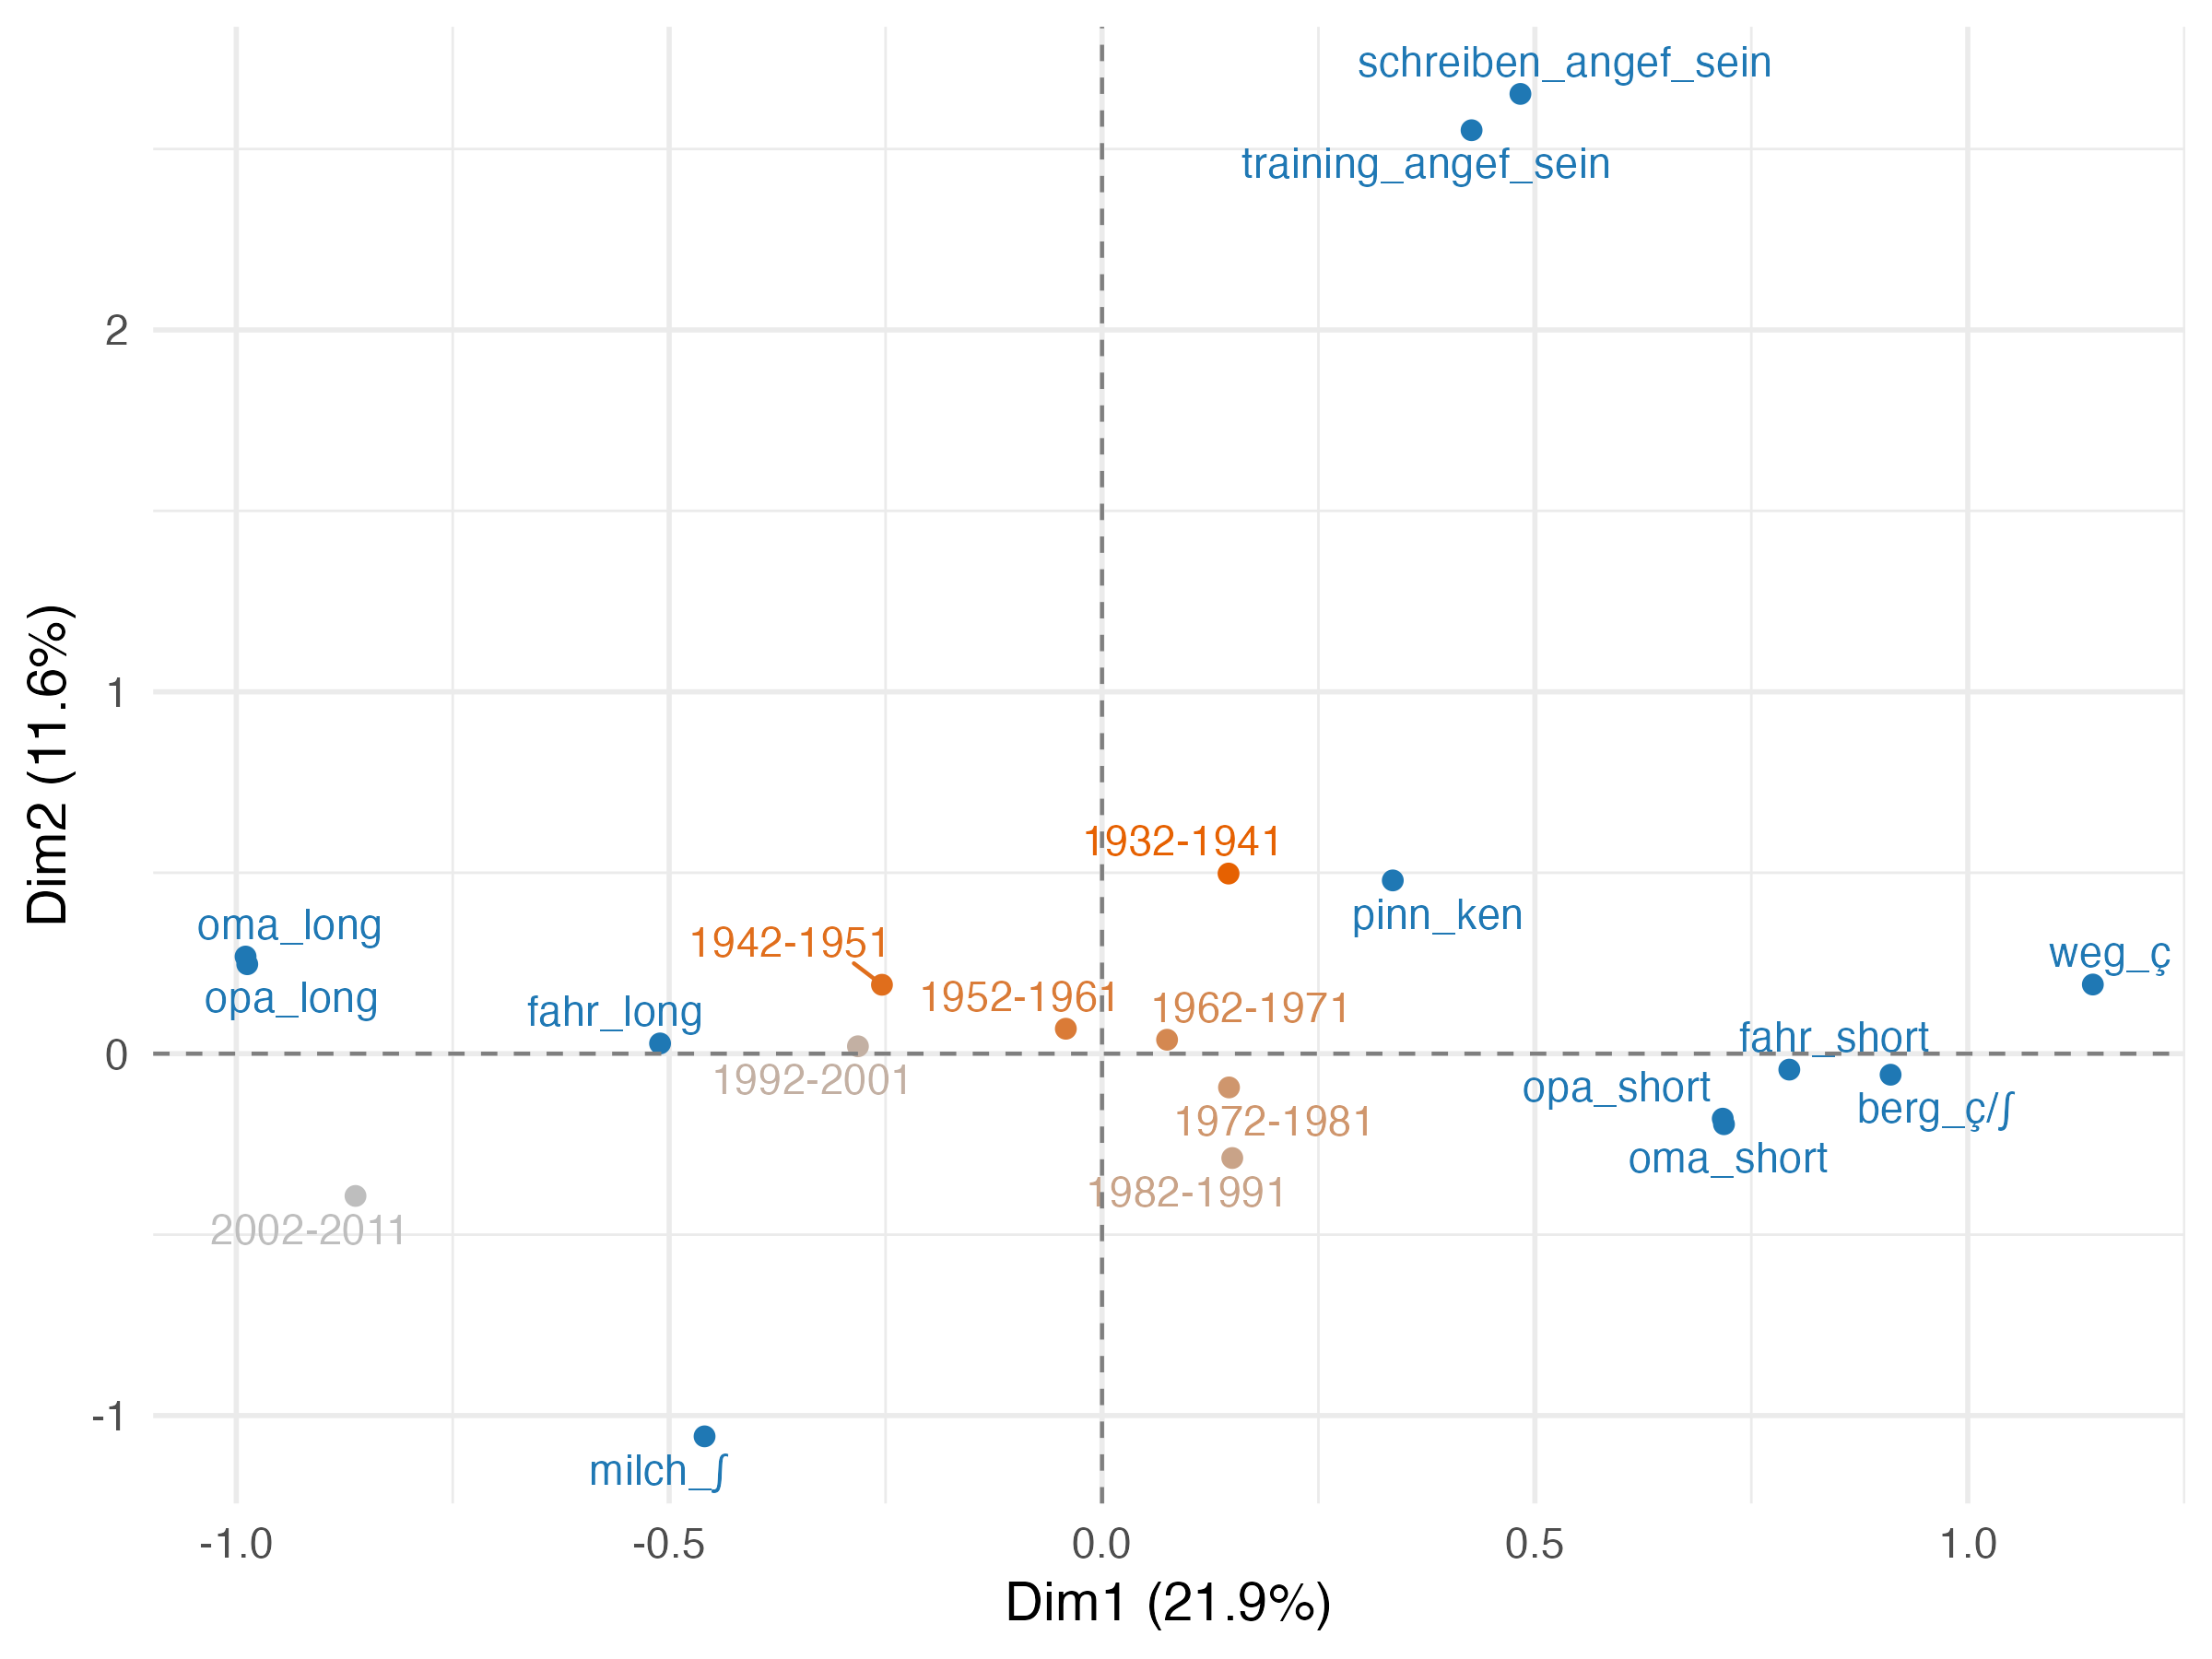 schreiben_angef_sein
training_angef_sein
2
1
1932-1941
pinn_ken
oma_long
1942-1951
weg_ç
opa_long
fahr_long
1952-1961
1962-1971
fahr_short
0
1992-2001
opa_short
berg_ç/ʃ
1972-1981
oma_short
1982-1991
2002-2011
-1
milch_ʃ
-1.0
-0.5
0.0
0.5
1.0
Dim1 (21.9%)
Dim2 (11.6%)